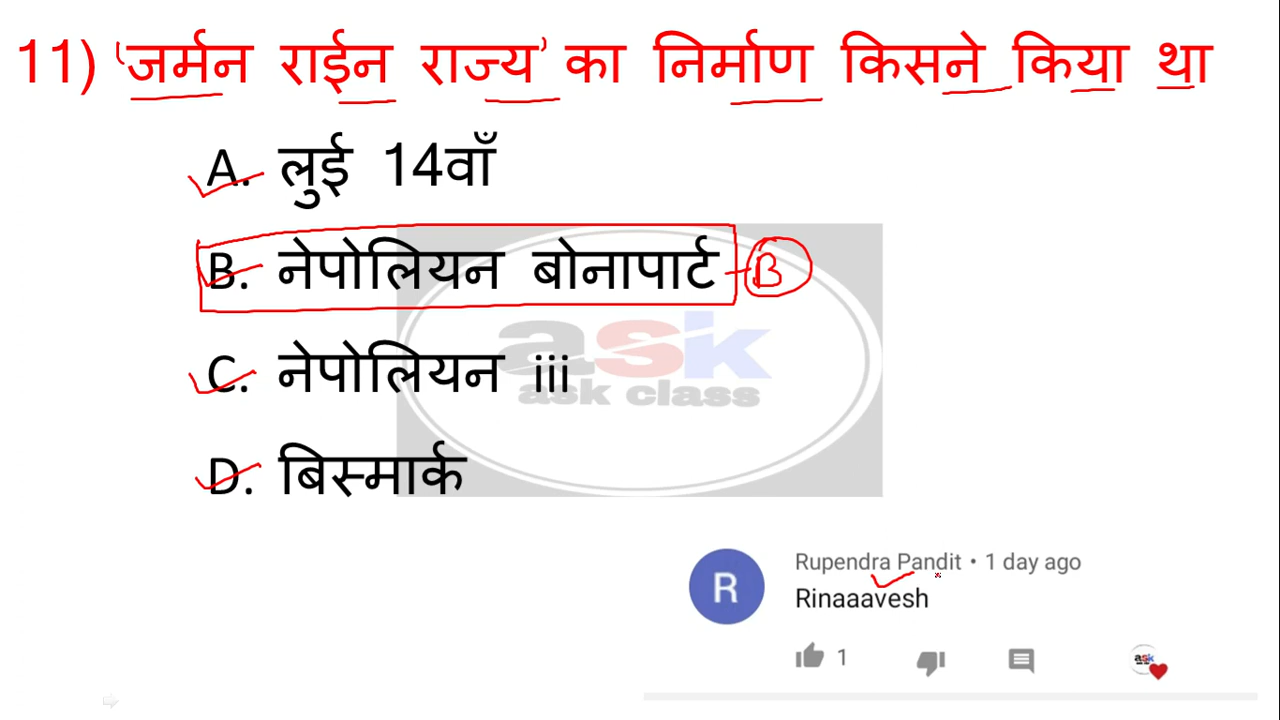 11) 'जर्मन राईन राज्य' का निर्माण किसने किया था
A. लुई 14वाँ
B. नेपोलियन बोनापार्ट - B
C. नेपोलियन iii
D. बिस्मार्क
ask
ask class
Rupendra Pandit • 1 day ago
R
Rinaaavesh
1
ask